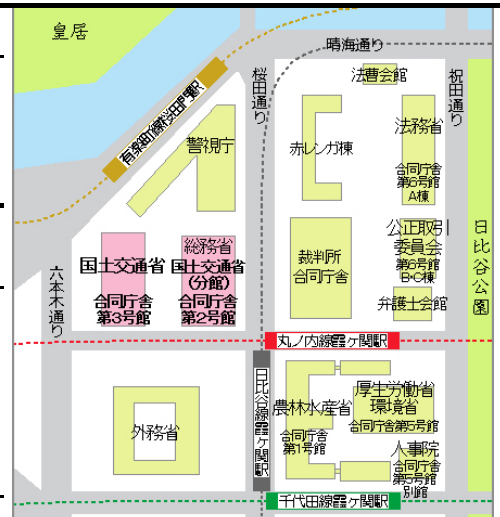 皇居
晴海通り
桜田通り
祝田通り
法曹会館
有楽町線桜田門駅
警視庁
赤レンガ棟
法務省
合同庁舎
第6号館
A棟
公正取引
委員会
第6号館
B・C棟
日比谷公園
六本木通り
国土交通省
合同庁舎
第3号館
総務省
国土交通省
(分館)
合同庁舎
第2号館
裁判所
合同庁舎
弁護士会館
丸ノ内線霞ヶ関駅
日比谷線霞ヶ関駅
外務省
農林水産省
合同庁舎
第1号館
厚生労働省
環境省
合同庁舎第5号館
人事院
合同庁舎
第5号館
別館
千代田線霞ヶ関駅